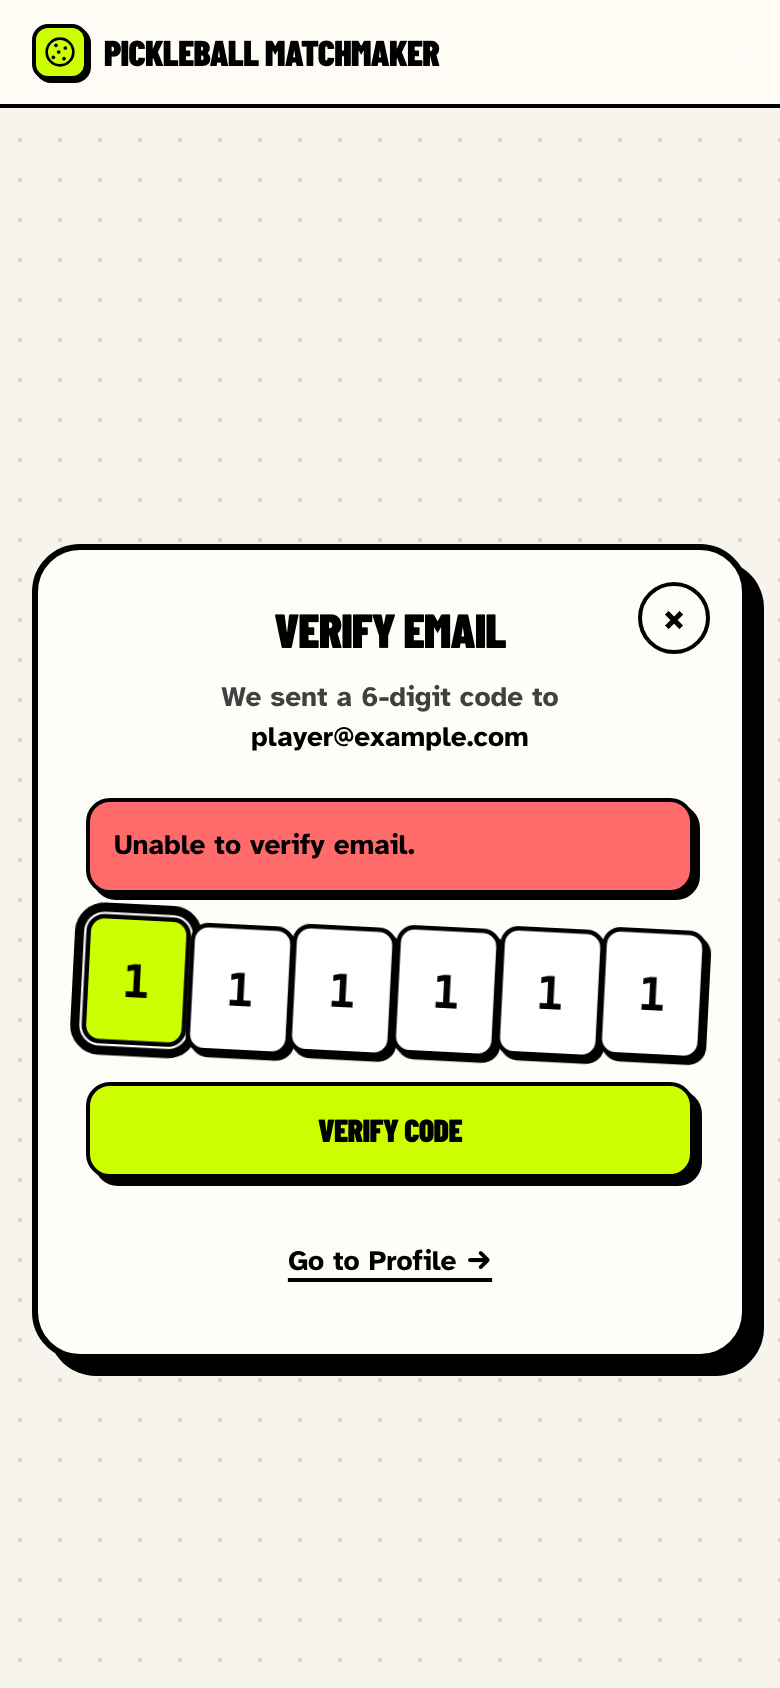 PICKLEBALL MATCHMAKER
×
VERIFY EMAIL
We sent a 6-digit code to
player@example.com
Unable to verify email.
1 1 1 1 1 1
VERIFY CODE
Go to Profile →